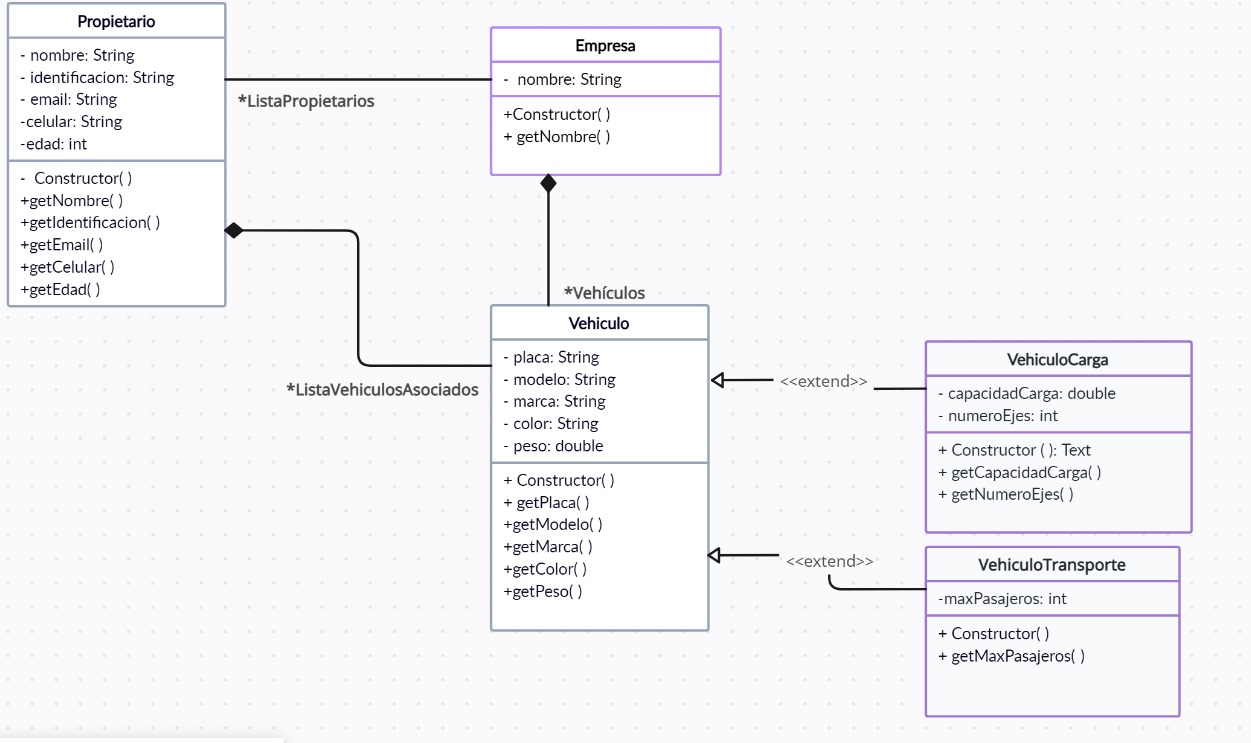 Propietario
- nombre: String
- identificacion: String
- email: String
-celular: String
-edad: int
-  Constructor( )
+getNombre( )
+getIdentificacion( )
+getEmail( )
+getCelular( )
+getEdad( )
*ListaPropietarios
Empresa
-  nombre: String
+Constructor( )
+ getNombre( )
*ListaVehiculosAsociados
*Vehículos
Vehiculo
- placa: String
- modelo: String
- marca: String
- color: String
- peso: double
+ Constructor( )
+ getPlaca( )
+getModelo( )
+getMarca( )
+getColor( )
+getPeso( )
<<extend>>
VehiculoCarga
- capacidadCarga: double
- numeroEjes: int
+ Constructor ( ): Text
+ getCapacidadCarga( )
+ getNumeroEjes( )
<<extend>>
VehiculoTransporte
-maxPasajeros: int
+ Constructor( )
+ getMaxPasajeros( )